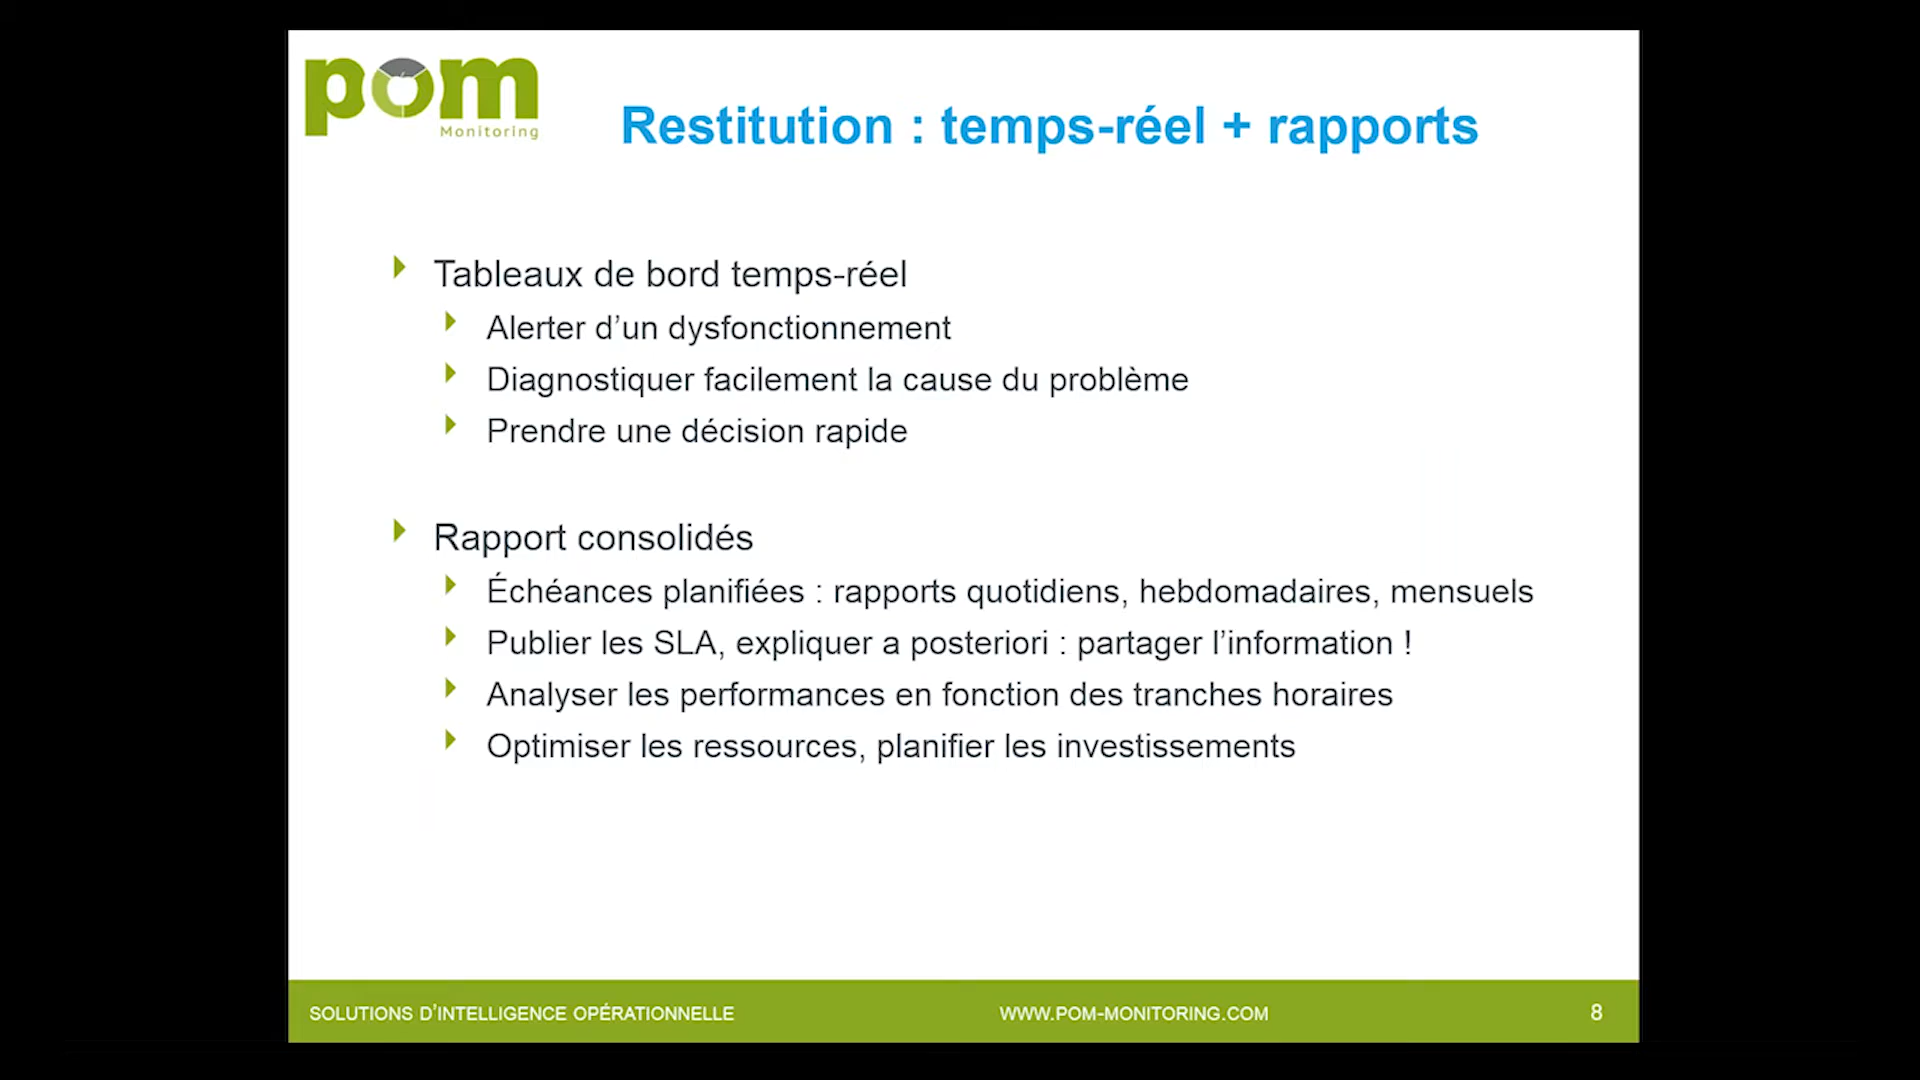 pom
Monitoring
Restitution : temps-réel + rapports
Tableaux de bord temps-réel
Alerter d’un dysfonctionnement
Diagnostiquer facilement la cause du problème
Prendre une décision rapide
Rapport consolidés
Échéances planifiées : rapports quotidiens, hebdomadaires, mensuels
Publier les SLA, expliquer a posteriori : partager l’information !
Analyser les performances en fonction des tranches horaires
Optimiser les ressources, planifier les investissements
SOLUTIONS D’INTELLIGENCE OPÉRATIONNELLE
WWW.POM-MONITORING.COM
8